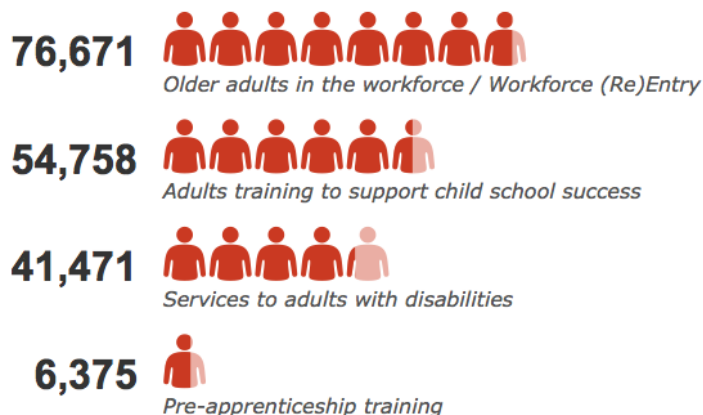 76,671
Older adults in the workforce / Workforce (Re)Entry
54,758
Adults training to support child school success
41,471
Services to adults with disabilities
6,375
Pre-apprenticeship training